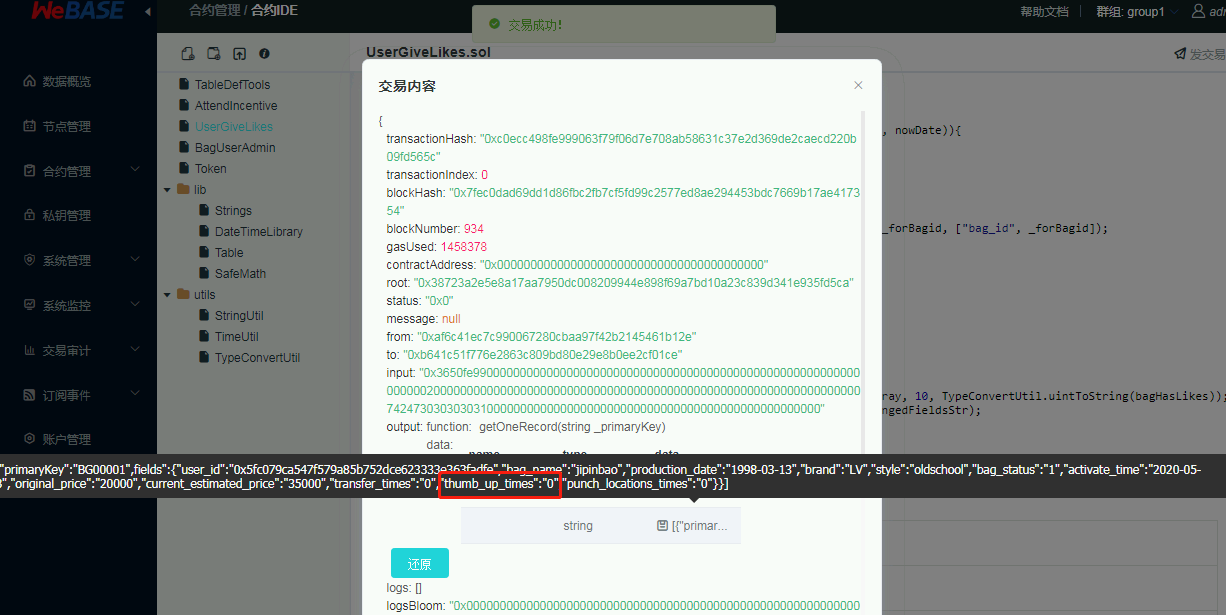 WeBASE
合约管理 / 合约IDE
交易成功!
帮助文档
群组: group1
UserGiveLikes.sol
发交易
数据概览
节点管理
合约管理
私钥管理
系统管理
系统监控
交易审计
订阅事件
账户管理
TableDefTools
AttendIncentive
UserGiveLikes
BagUserAdmin
Token
lib
Strings
DateTimeLibrary
Table
SafeMath
utils
StringUtil
TimeUtil
TypeConvertUtil
交易内容
{
transactionHash: "0xc0ecc498fe999063f79f06d7e708ab58631c37e2d369de2caecd220b
09fd565c"
transactionIndex: 0
blockHash: "0x7fec0dad69dd1d86fbc2fb7cf5fd99c2577ed8ae294453bdc7669b17ae4173
54"
blockNumber: 934
gasUsed: 1458378
contractAddress: "0x0000000000000000000000000000000000000000"
root: "0x38723a2e5e8a17aa7950dc008209944e898f69a7bd10a23c839d341e935fd5ca"
status: "0x0"
message: null
from: "0xaf6c41ec7c990067280cbaa97f42b2145461b12e"
to: "0xb641c51f776e2863c809bd80e29e8b0ee2cf01ce"
output: function: getOneRecord(string _primaryKey)
data:
name type data
, nowDate)){
_forBagid, ["bag_id", _forBagid]);
ray, 10, TypeConvertUtil.uintToString(bagHasLikes));
ngedFieldsStr);
"primaryKey":"BG00001",fields":{"user_id":"0x5fc079ca547f579a85b752dce623333e363fadfe","bag_name":"jipinbao","production_date":"1998-03-13","brand":"LV","style":"oldschool","bag_status":"1","activate_time":"2020-05-
,"original_price":"20000","current_estimated_price":"35000","transfer_times":"0","thumb_up_times":"0","punch_locations_times":"0"}}]
string [{"primar...
还原
logs: []